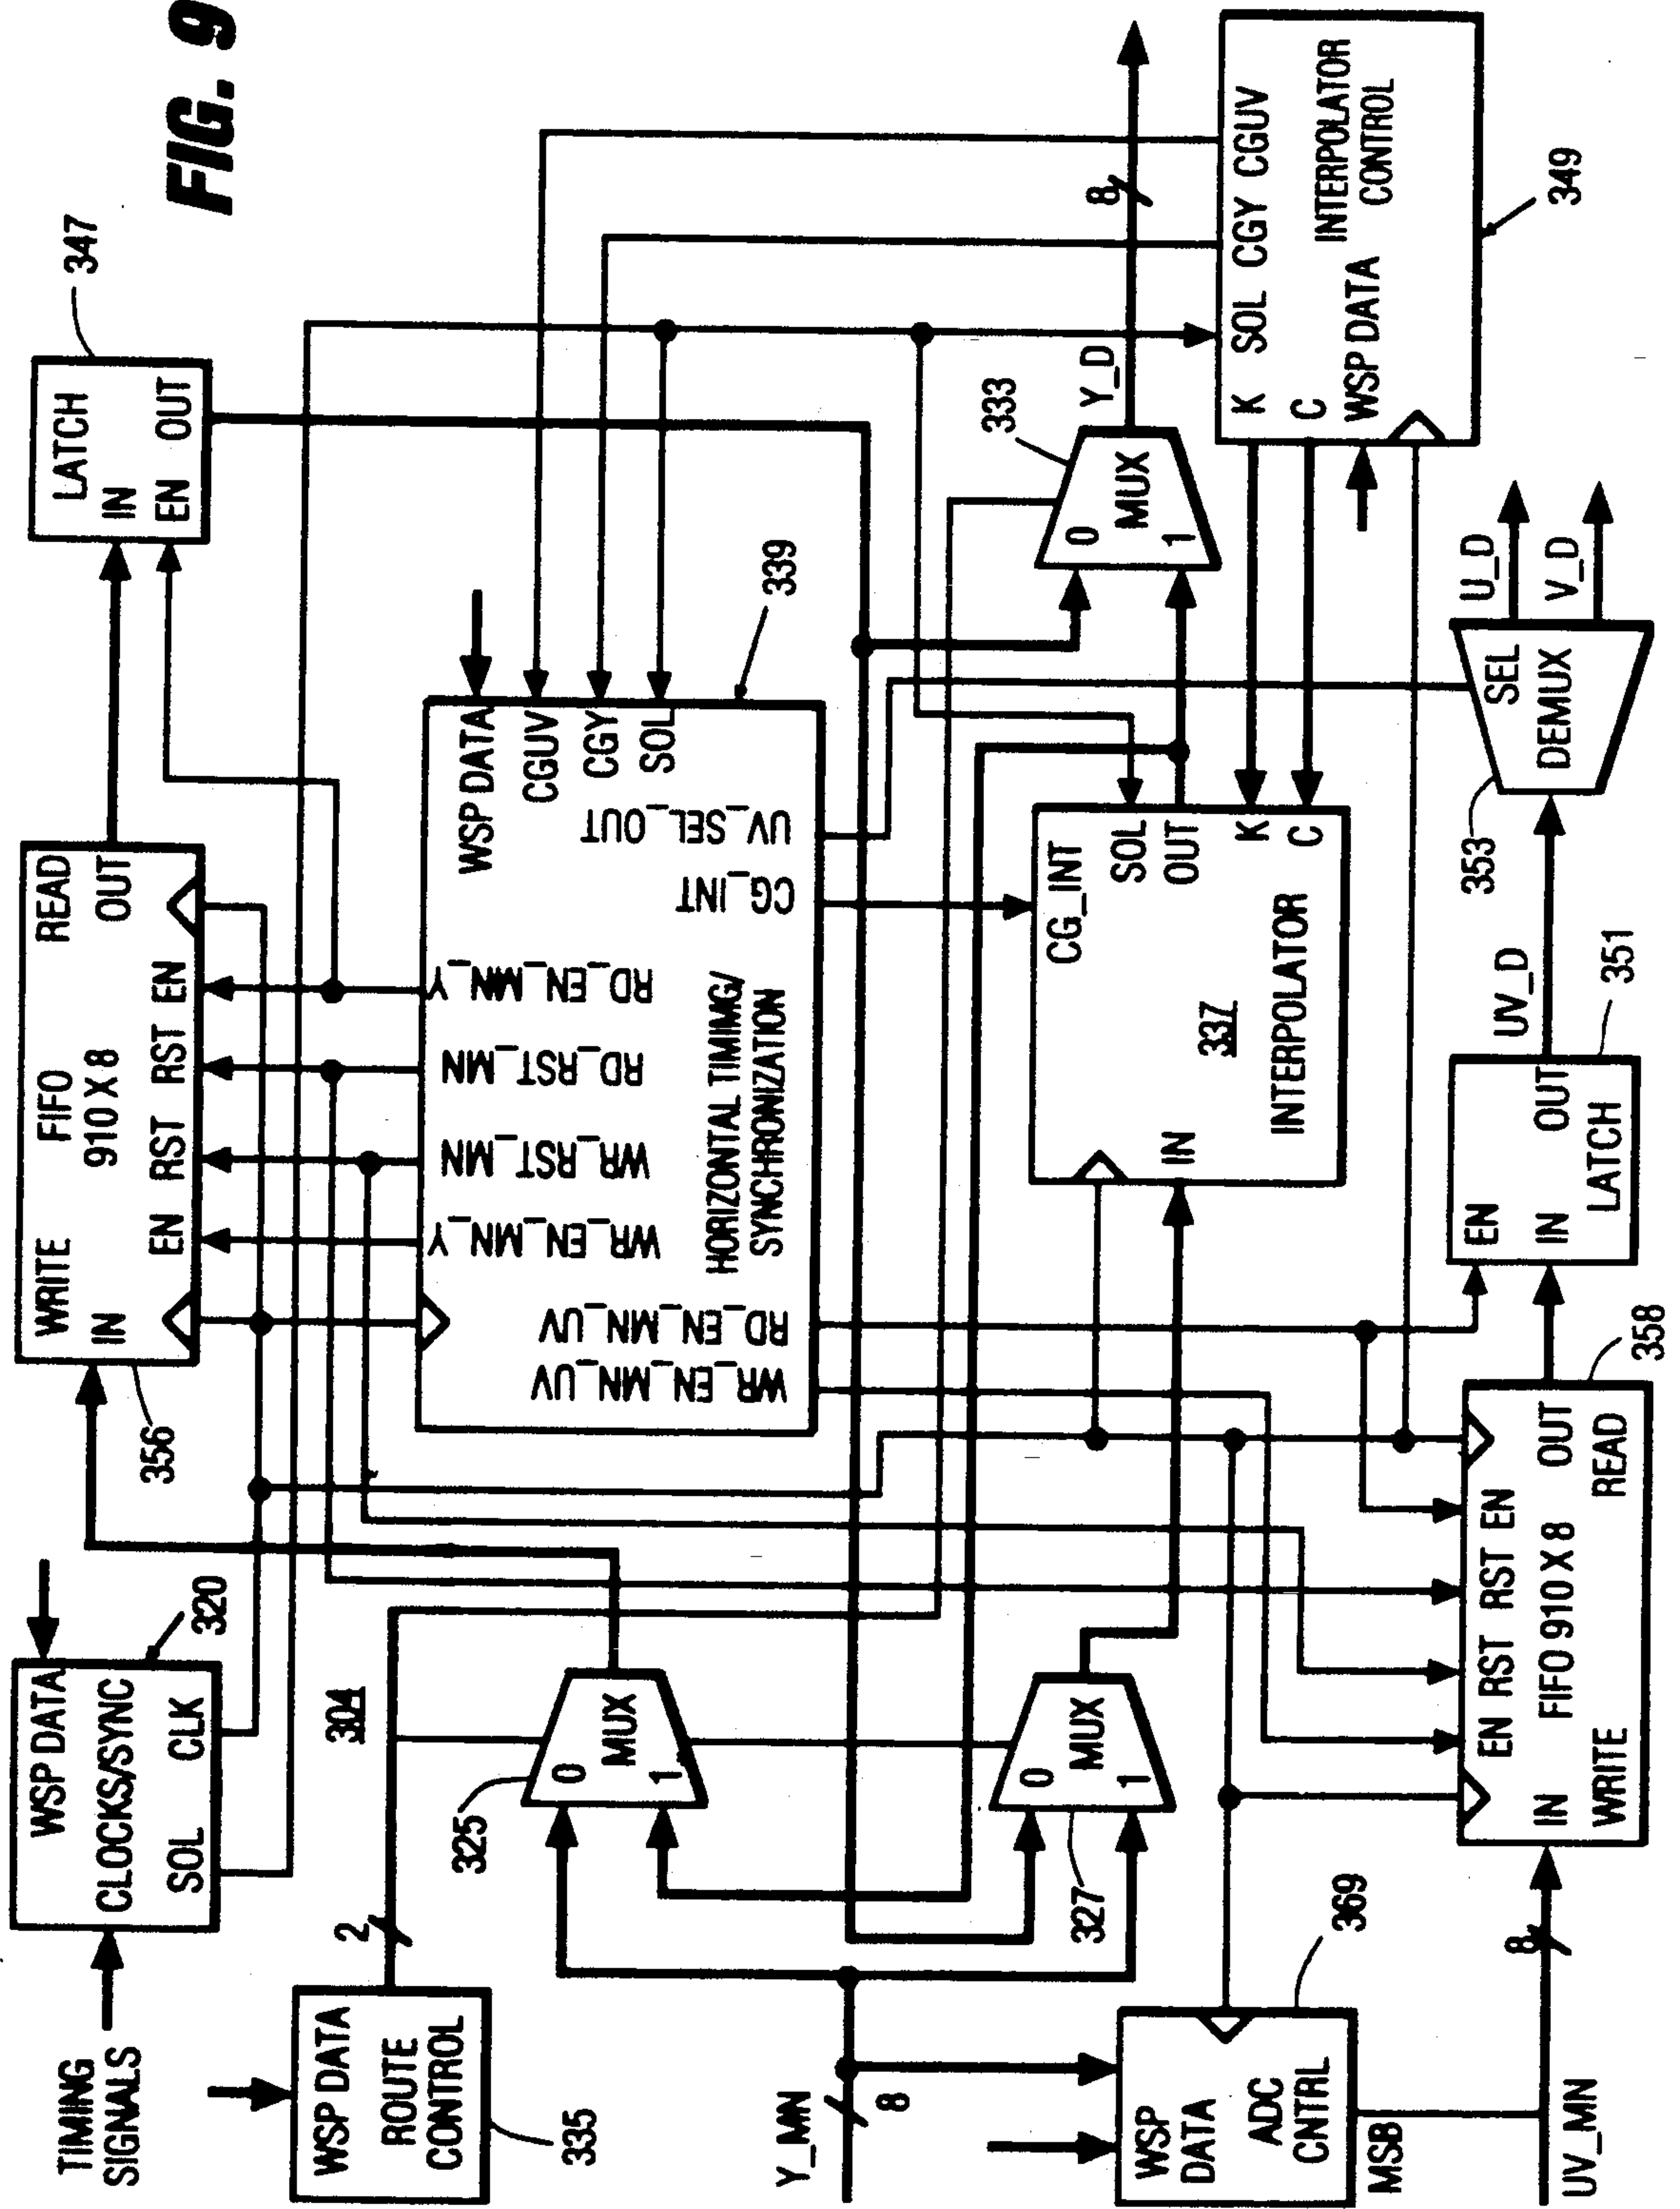 FIG. 9
TIMING
SIGNALS
WSP DATA
CLOCKS/SYNC
SOL CLK
320
WRITE
IN
FIFO
910 X 8
READ
OUT
EN RST RST EN
356
LATCH
IN
EN OUT
347
WSP DATA
ROUTE
CONTROL
335
2
304
0
MUX
1
325
WR_EN_MN_Y
WR_RST_MN
RD_RST_MN
RD_EN_MN_Y
WSP DATA
CGUV
CGY
SOL
UV_SEL_OUT
CG_INT
HORIZONTAL TIMIMG/
SYNCHRONIZATION
RD_EN_MN_UV
WR_EN_MN_UV
339
Y_MN
8
0
MUX
1
327
IN
337
INTERPOLATOR
CG_INT
SOL
OUT
K
C
0
MUX
1
333
Y_D
8
K SOL CGY CGUV
C
WSP DATA
INTERPOLATOR
CONTROL
349
WSP
DATA
ADC
CNTRL
369
MSB
UV_MN
8
EN RST RST EN
IN
FIFO 910 X 8
OUT
WRITE
READ
358
EN
IN
OUT
LATCH
351
UV_D
SEL
DEMUX
353
U_D
V_D